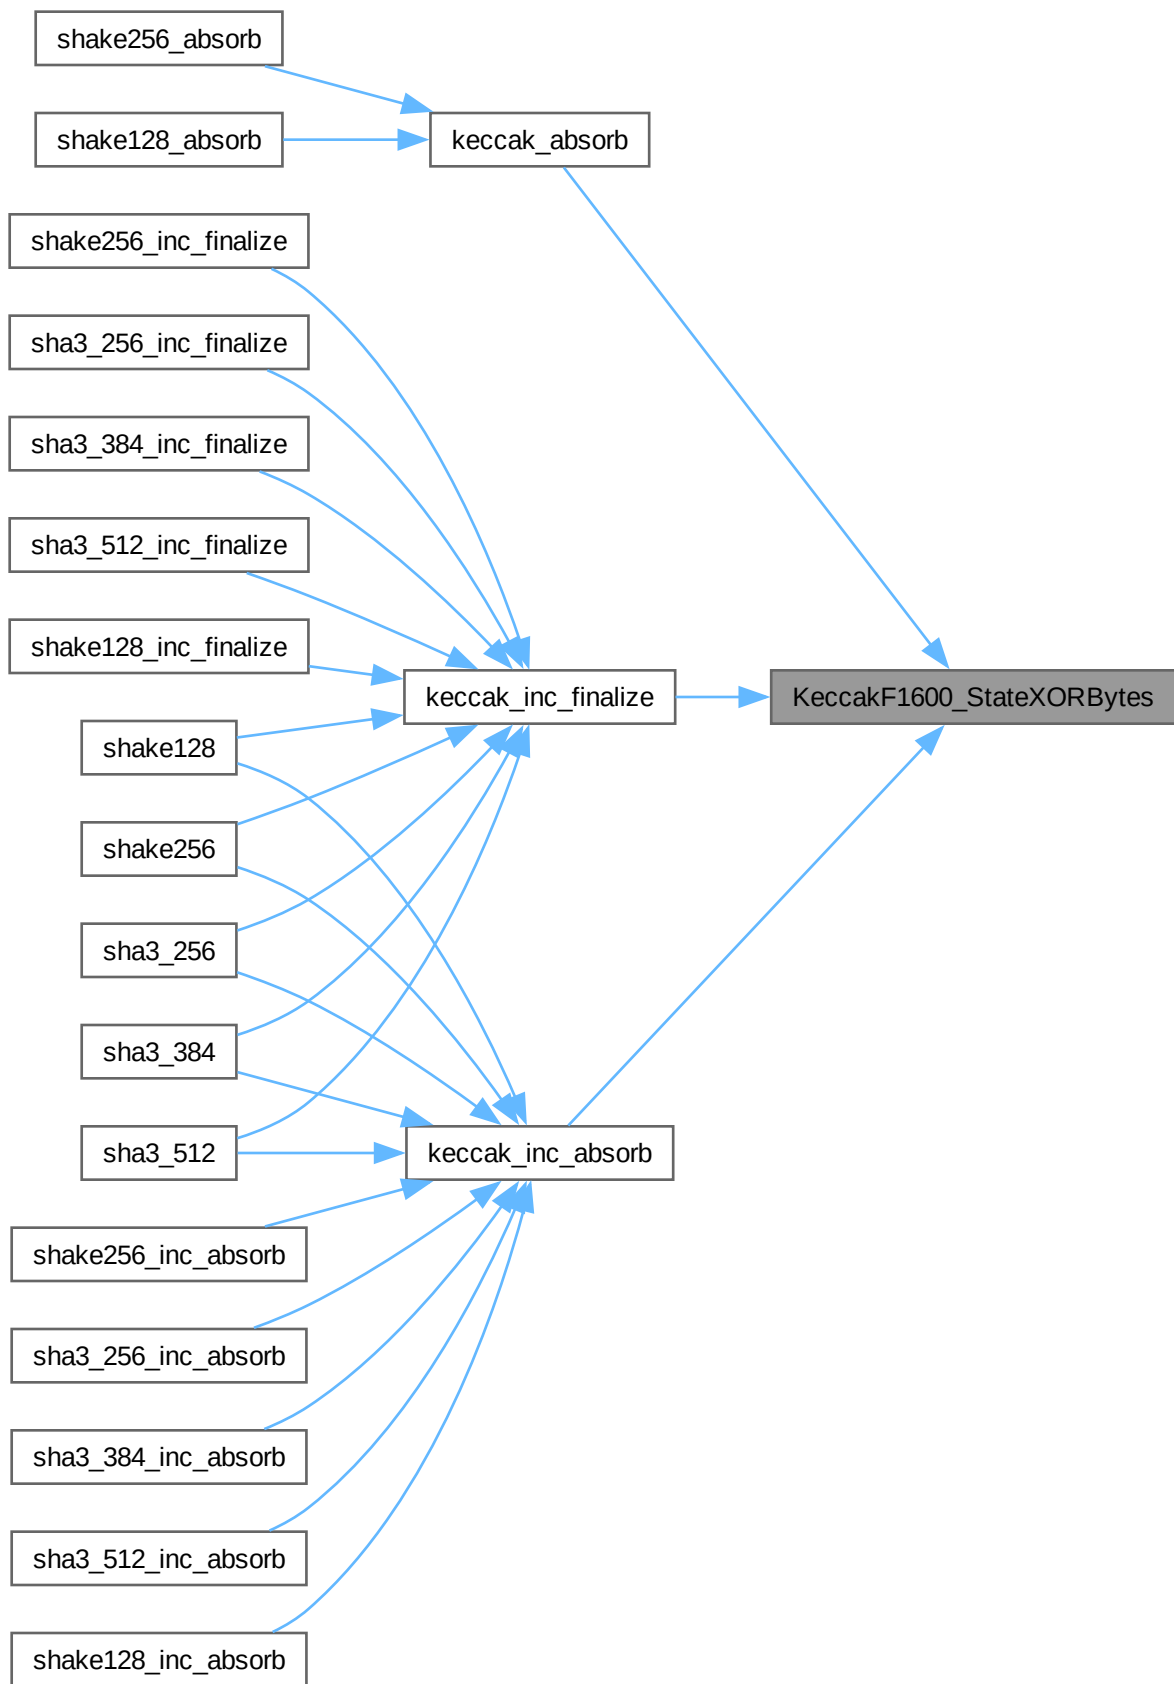 shake256_absorb
shake128_absorb
keccak_absorb
shake256_inc_finalize
sha3_256_inc_finalize
sha3_384_inc_finalize
sha3_512_inc_finalize
shake128_inc_finalize
keccak_inc_finalize
KeccakF1600_StateXORBytes
shake128
shake256
sha3_256
sha3_384
sha3_512
keccak_inc_absorb
shake256_inc_absorb
sha3_256_inc_absorb
sha3_384_inc_absorb
sha3_512_inc_absorb
shake128_inc_absorb